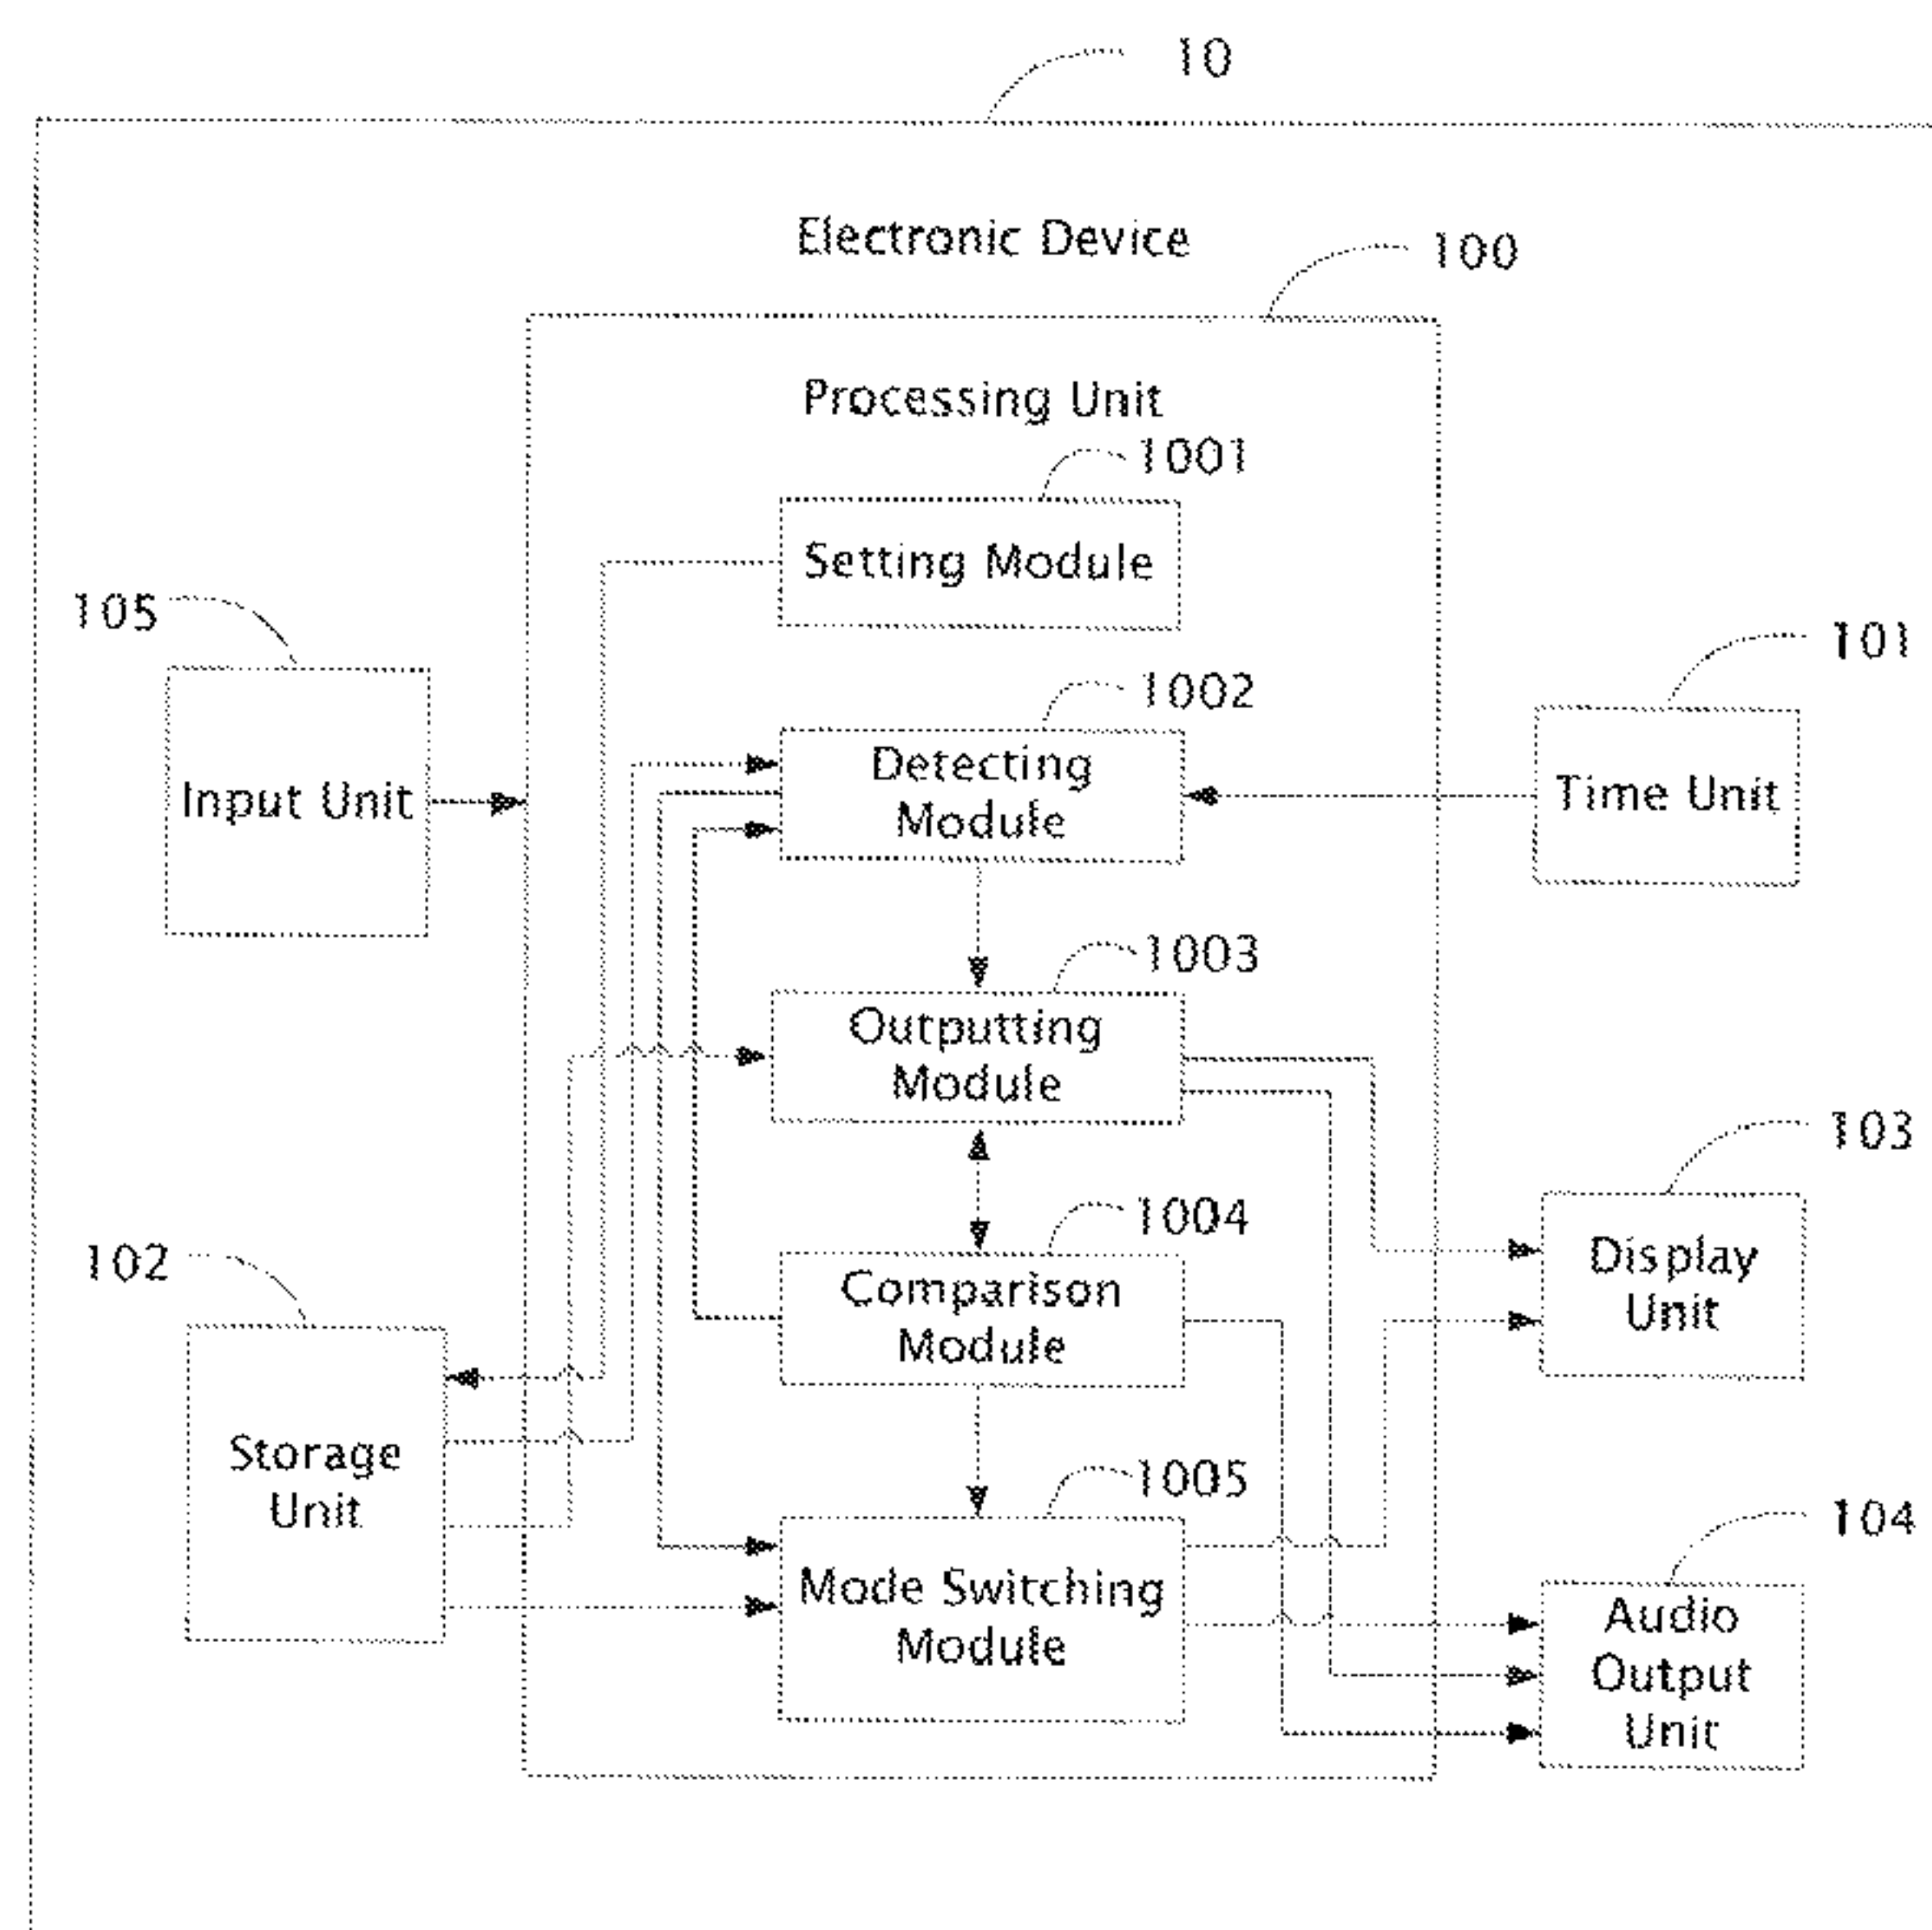 10
Electronic Device
100
Processing Unit
1001
Setting Module
105
101
1002
Input Unit
Detecting
Module
Time Unit
1003
Outputting
Module
103
1004
102
Comparison
Module
Display
Unit
Storage
Unit
1005
104
Mode Switching
Module
Audio
Output
Unit